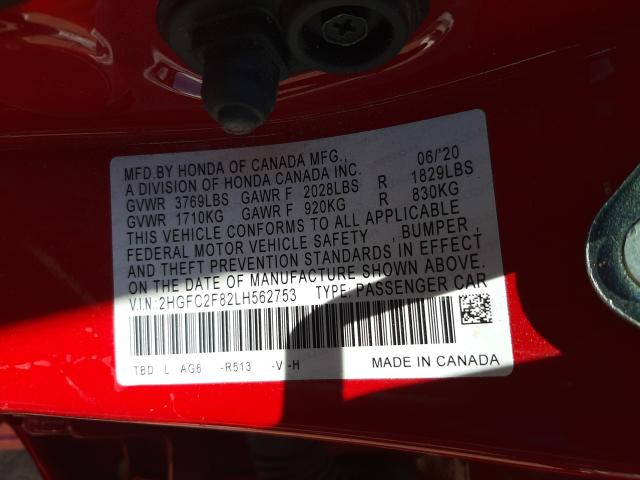 MFD.BY HONDA OF CANADA MFG., 06/'20
A DIVISION OF HONDA CANADA INC.
GVWR 3769LBS GAWR F 2028LBS R 1829LBS
GVWR 1710KG GAWR F 920KG R 830KG
THIS VEHICLE CONFORMS TO ALL APPLICABLE
FEDERAL MOTOR VEHICLE SAFETY , BUMPER ,
AND THEFT PREVENTION STANDARDS IN EFFECT
ON THE DATE OF MANUFACTURE SHOWN ABOVE.
V.I.N: 2HGFC2F82LH562753 TYPE: PASSENGER CAR
TBD L AG6 -R513 -V -H MADE IN CANADA